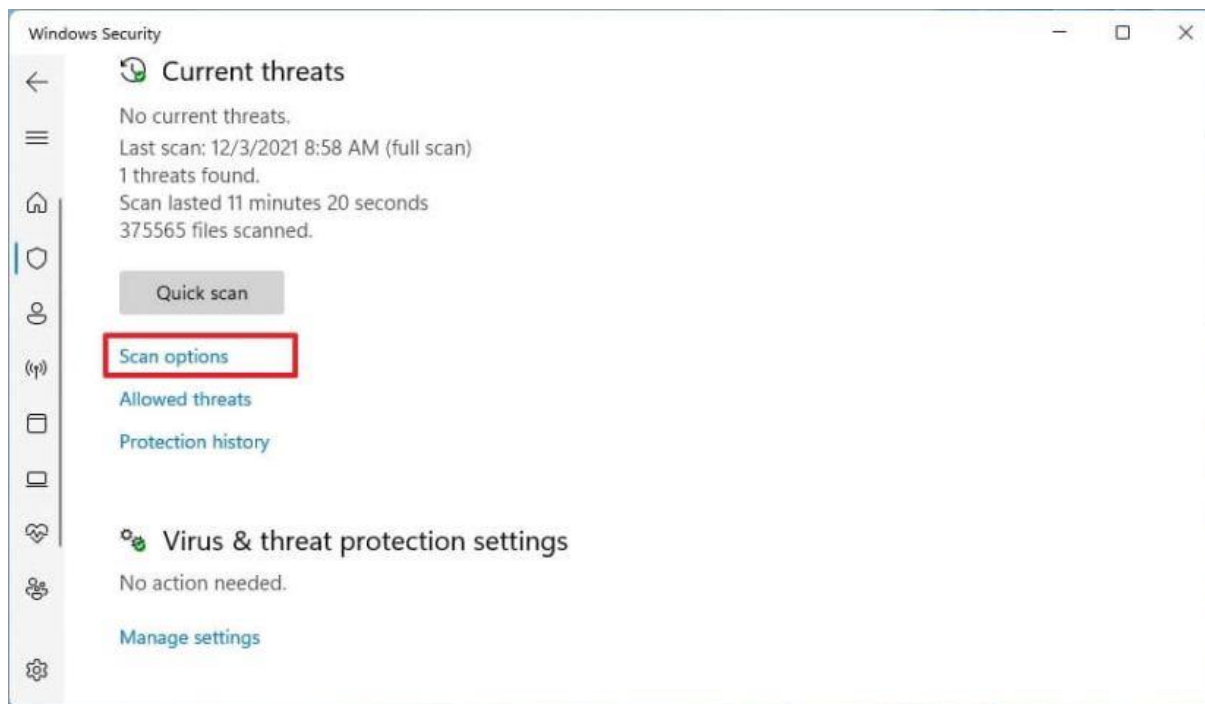 Windows Security
Current threats
No current threats.
Last scan: 12/3/2021 8:58 AM (full scan)
1 threats found.
Scan lasted 11 minutes 20 seconds
375565 files scanned.
Quick scan
Scan options
Allowed threats
Protection history
Virus & threat protection settings
No action needed.
Manage settings